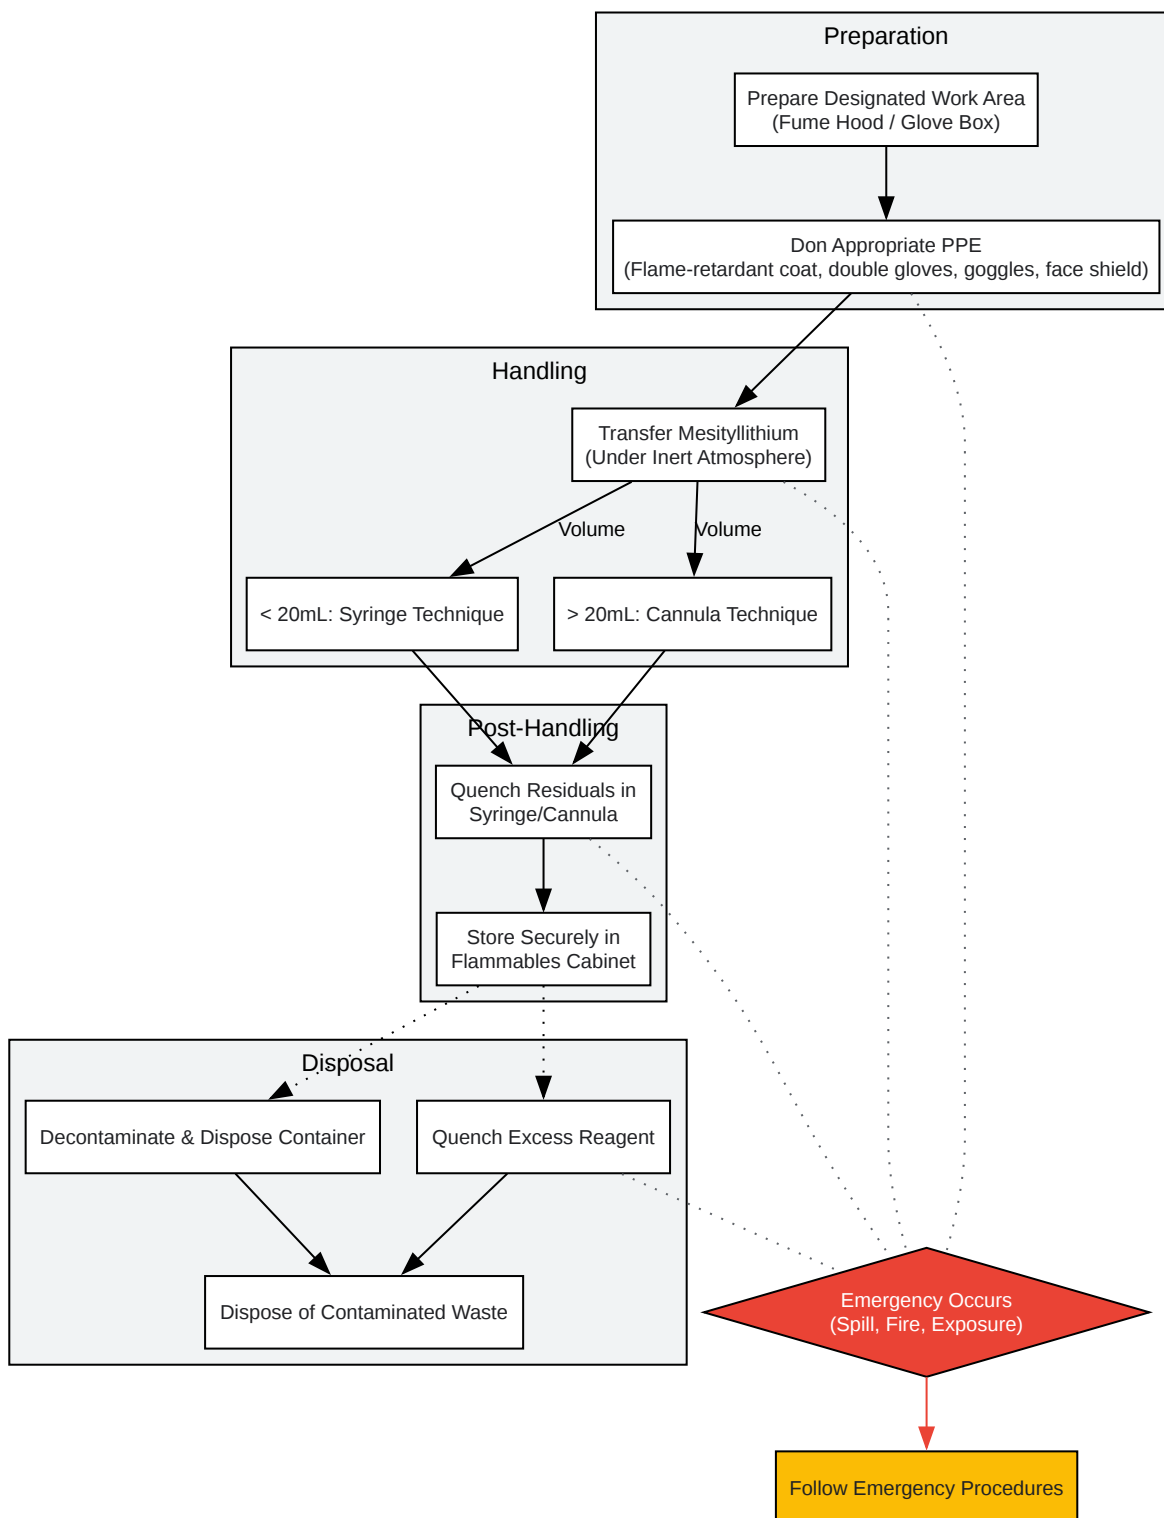 Preparation
Prepare Designated Work Area
(Fume Hood / Glove Box)
Don Appropriate PPE
(Flame-retardant coat, double gloves, goggles, face shield)
Handling
Transfer Mesityllithium
(Under Inert Atmosphere)
Volume
Volume
< 20mL: Syringe Technique
> 20mL: Cannula Technique
Post-Handling
Quench Residuals in
Syringe/Cannula
Store Securely in
Flammables Cabinet
Disposal
Decontaminate & Dispose Container
Quench Excess Reagent
Dispose of Contaminated Waste
Emergency Occurs
(Spill, Fire, Exposure)
Follow Emergency Procedures